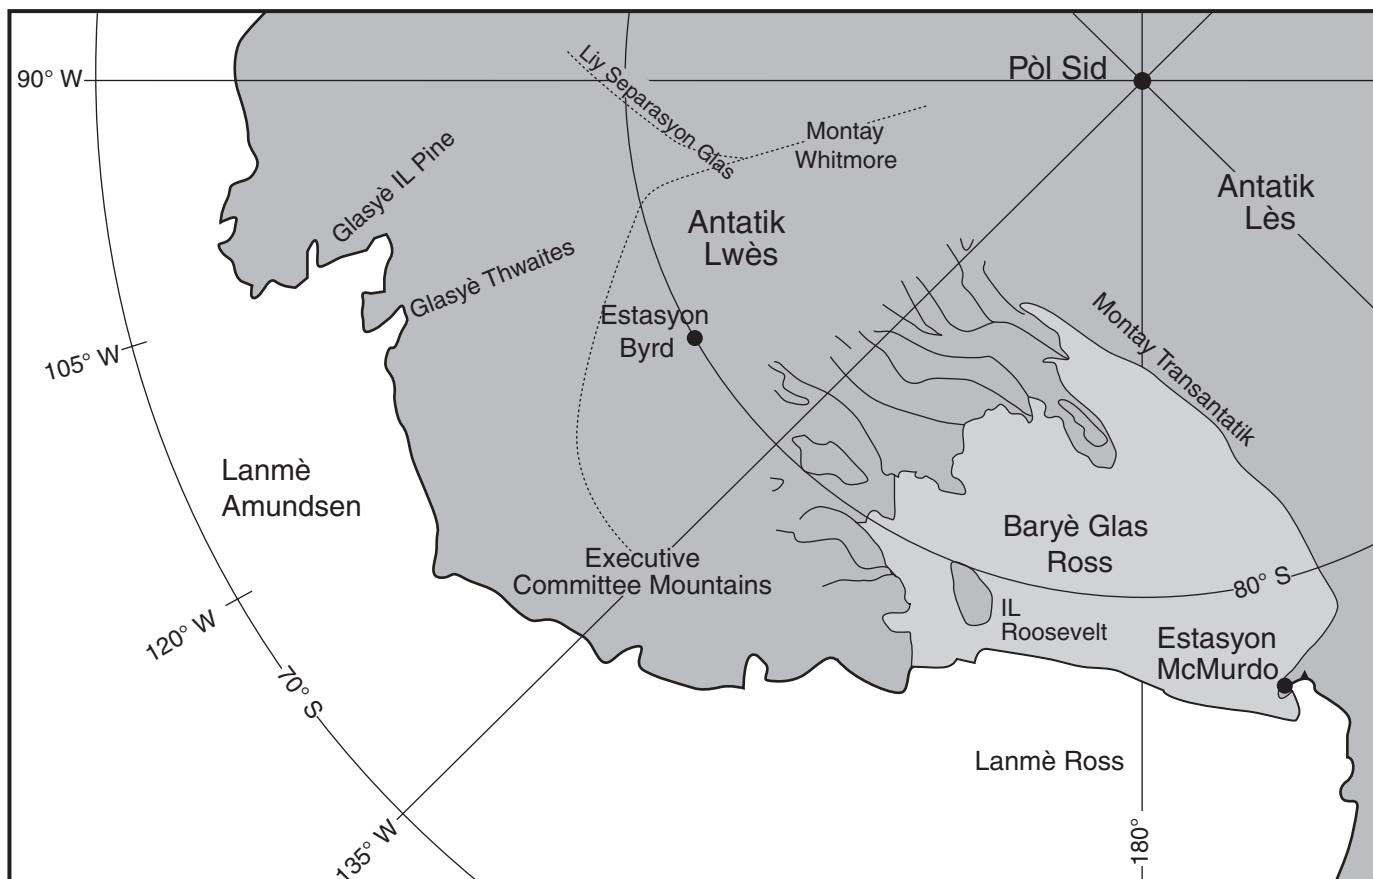 90° W
Pòl Sid
Liy Separasyon Glas
Montay
Whitmore
Glasyè IL Pine
Antatik
Lès
Antatik
Lwès
Glasyè Thwaites
Estasyon
Byrd
Montay Transantatik
105° W
Lanmè
Amundsen
Baryè Glas
Ross
Executive
Committee Mountains
80° S
IL
Roosevelt
120° W
Estasyon
McMurdo
70° S
Lanmè Ross
135° W
180°